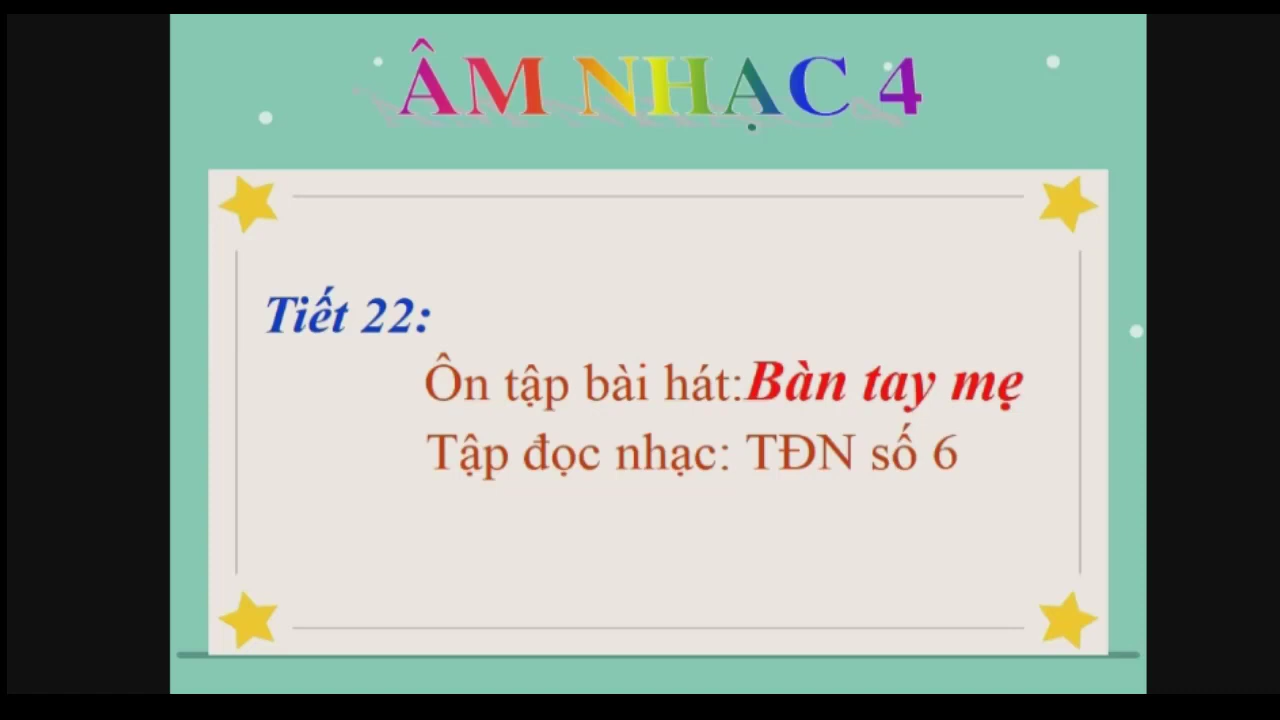 ÂM NHẠC 4
Tiết 22:
Ôn tập bài hát:Bàn tay mẹ
Tập đọc nhạc: TĐN số 6